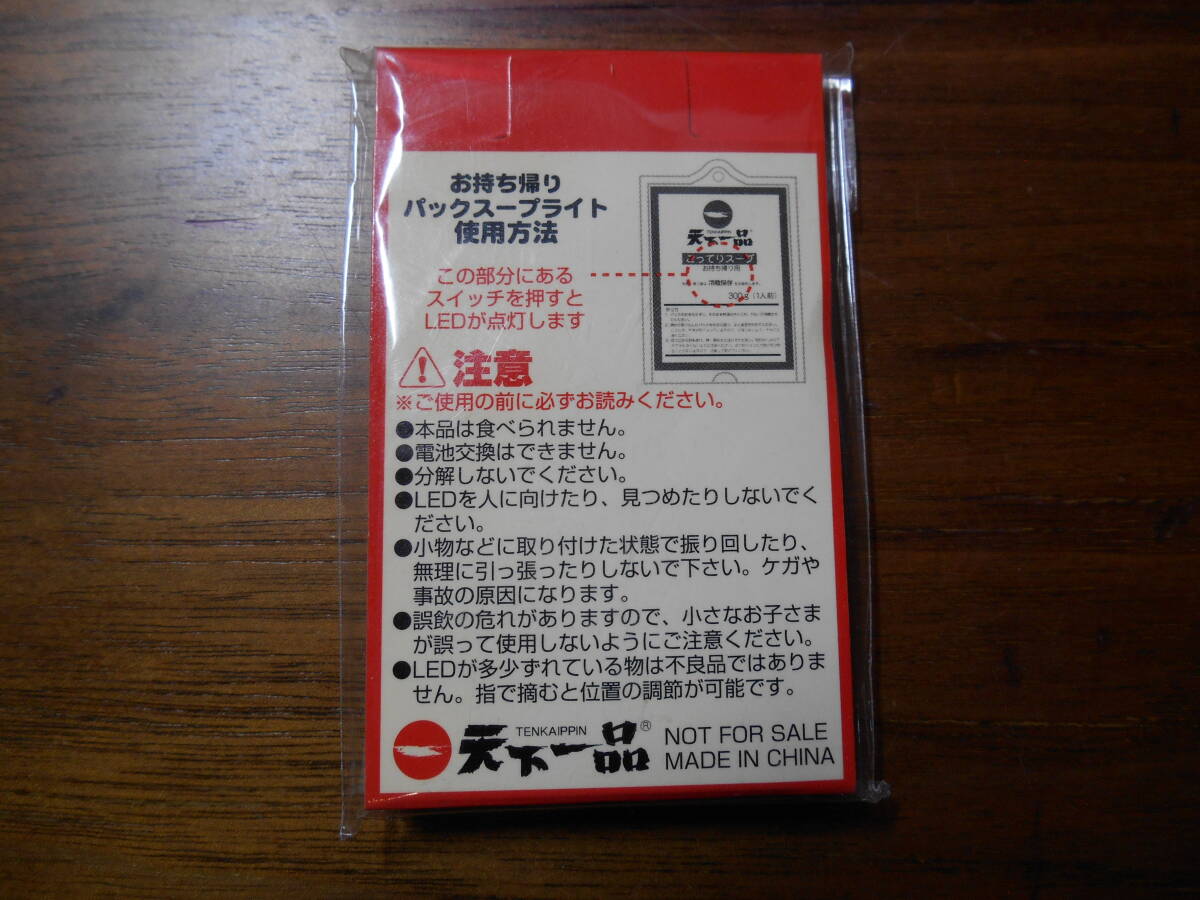 お持ち帰り
パックスープライト
使用方法
この部分にある
スイッチを押すと
LEDが点灯します
TENKAIPPIN
天下一品
こってりスープ
お持ち帰り用
300g(1人前)
注意
※ご使用の前に必ずお読みください。
●本品は食べられません。
●電池交換はできません。
●分解しないでください。
●LEDを人に向けたり、見つめたりしないでく
ださい。
●小物などに取り付けた状態で振り回したり、
無理に引っ張ったりしないで下さい。ケガや
事故の原因になります。
●誤飲の危れがありますので、小さなお子さま
が誤って使用しないようにご注意ください。
●LEDが多少ずれている物は不良品ではありま
せん。指で摘むと位置の調節が可能です。
TENKAIPPIN
天下一品®
NOT FOR SALE
MADE IN CHINA